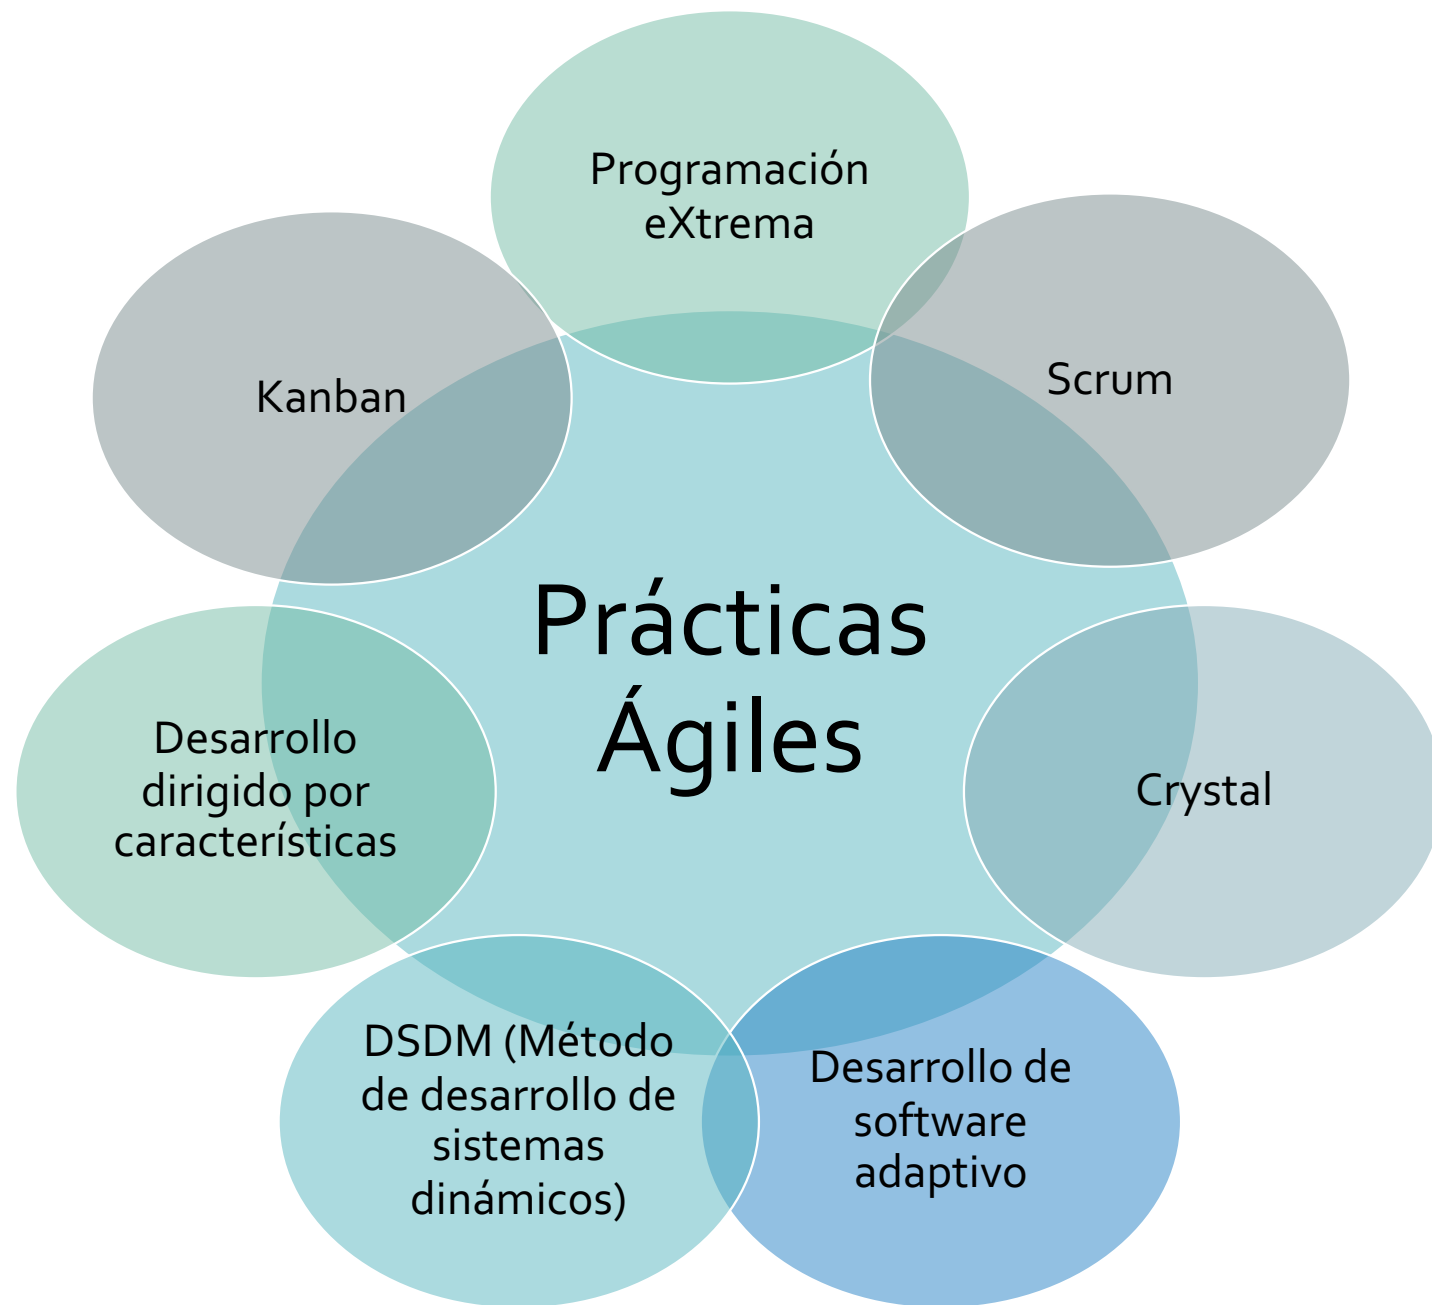 Programación
eXtrema
Scrum
Kanban
Prácticas
Ágiles
Desarrollo
dirigido por
características
Crystal
DSDM (Método
de desarrollo de
sistemas
dinámicos)
Desarrollo de
software
adaptivo